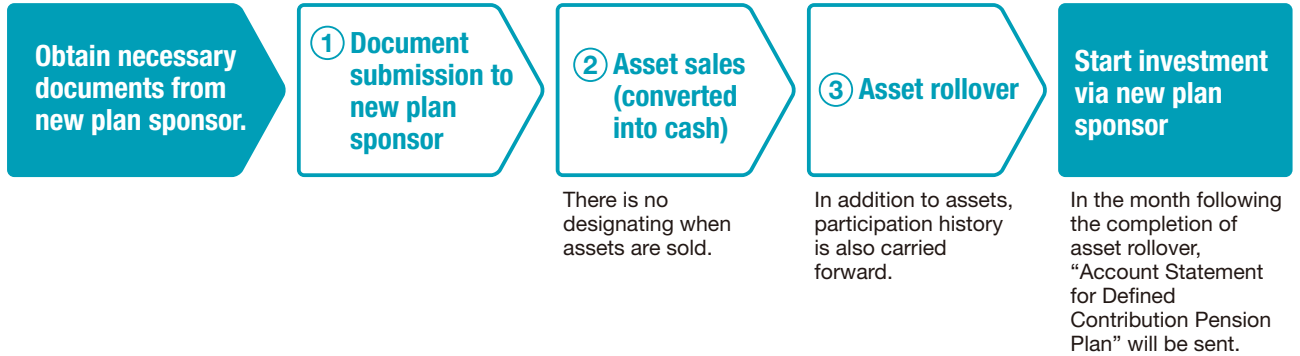 Obtain necessary
documents from
new plan sponsor.
① Document
submission to
new plan
sponsor
② Asset sales
(converted
into cash)
There is no
designating when
assets are sold.
③ Asset rollover
In addition to assets,
participation history
is also carried
forward.
Start investment
via new plan
sponsor
In the month following
the completion of
asset rollover,
“Account Statement
for Defined
Contribution Pension
Plan” will be sent.